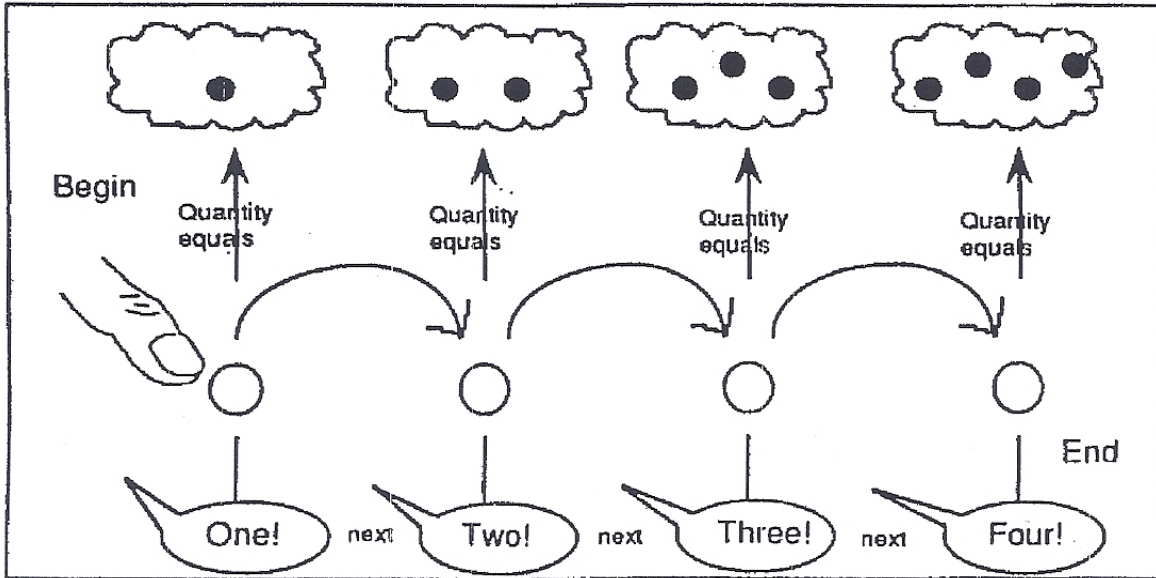 Begin
Quantity
equals
Quantity
equals
Quantity
equals
Quantity
equals
End
One!
next
Two!
next
Three!
next
Four!